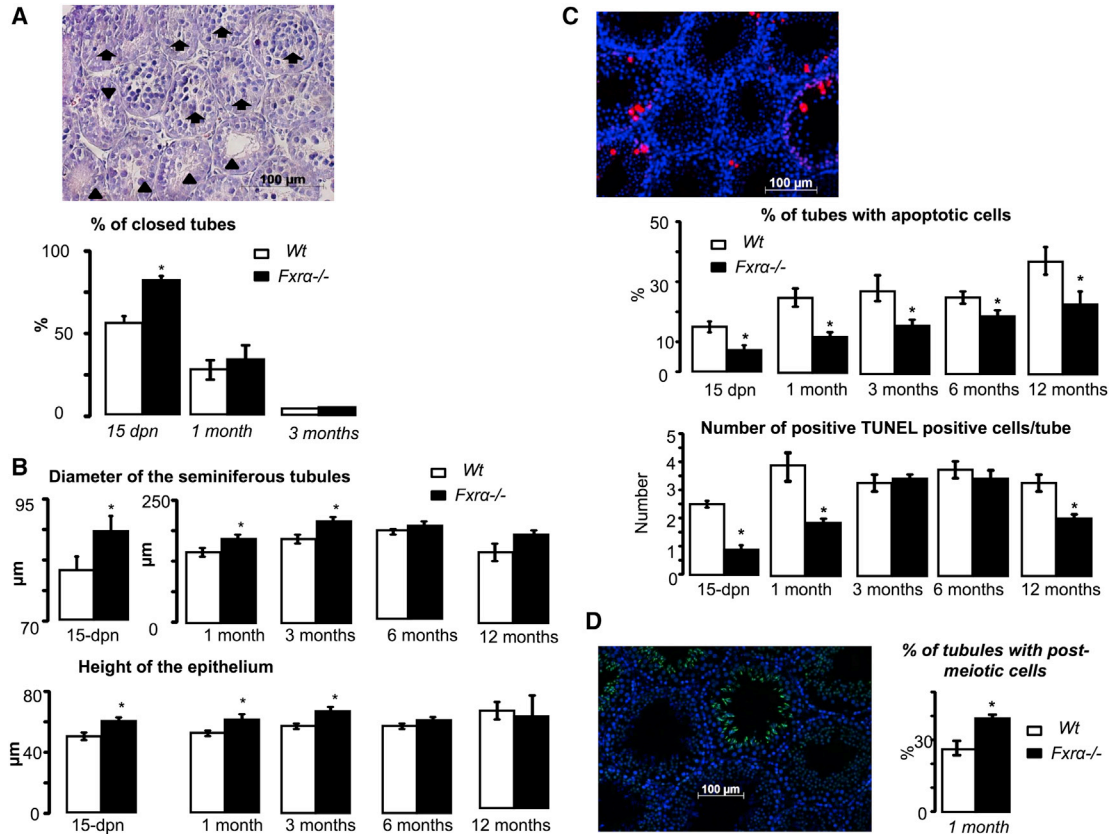 A
100 µm
% of closed tubes
100
50
0
%
Wt
Fxrα-/-
*
15 dpn
1 month
3 months
B
Diameter of the seminiferous tubules
Wt
Fxrα-/-
95
70
µm
*
15-dpn
250
0
µm
*
*
1 month
3 months
6 months
12 months
Height of the epithelium
80
60
40
0
µm
*
*
*
15-dpn
1 month
3 months
6 months
12 months
C
100 µm
% of tubes with apoptotic cells
50
30
10
0
%
Wt
Fxrα-/-
*
*
*
*
*
15 dpn
1 month
3 months
6 months
12 months
Number of positive TUNEL positive cells/tube
5
4
3
2
1
0
Number
Wt
Fxrα-/-
*
*
*
15-dpn
1 month
3 months
6 months
12 months
D
100 µm
% of tubules with post-
meiotic cells
30
0
%
Wt
Fxrα-/-
*
1 month